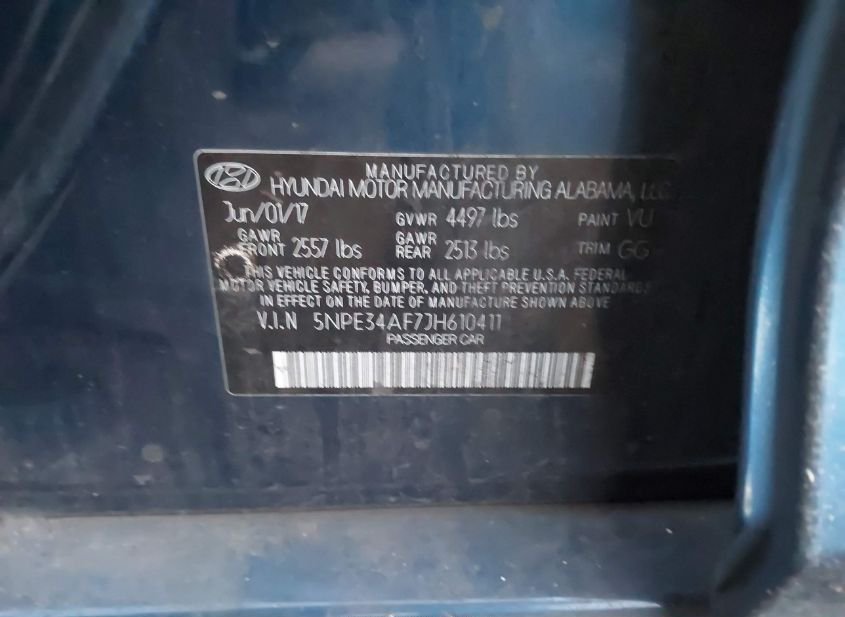 MANUFACTURED BY
HYUNDAI MOTOR MANUFACTURING ALABAMA, LLC
Jun/01/17 GVWR 4497 lbs PAINT VU
GAWR FRONT 2557 lbs GAWR REAR 2513 lbs TRIM GG
THIS VEHICLE CONFORMS TO ALL APPLICABLE U.S.A. FEDERAL
MOTOR VEHICLE SAFETY, BUMPER, AND THEFT PREVENTION STANDARDS
IN EFFECT ON THE DATE OF MANUFACTURE SHOWN ABOVE
V.I.N 5NPE34AF7JH610411
PASSENGER CAR